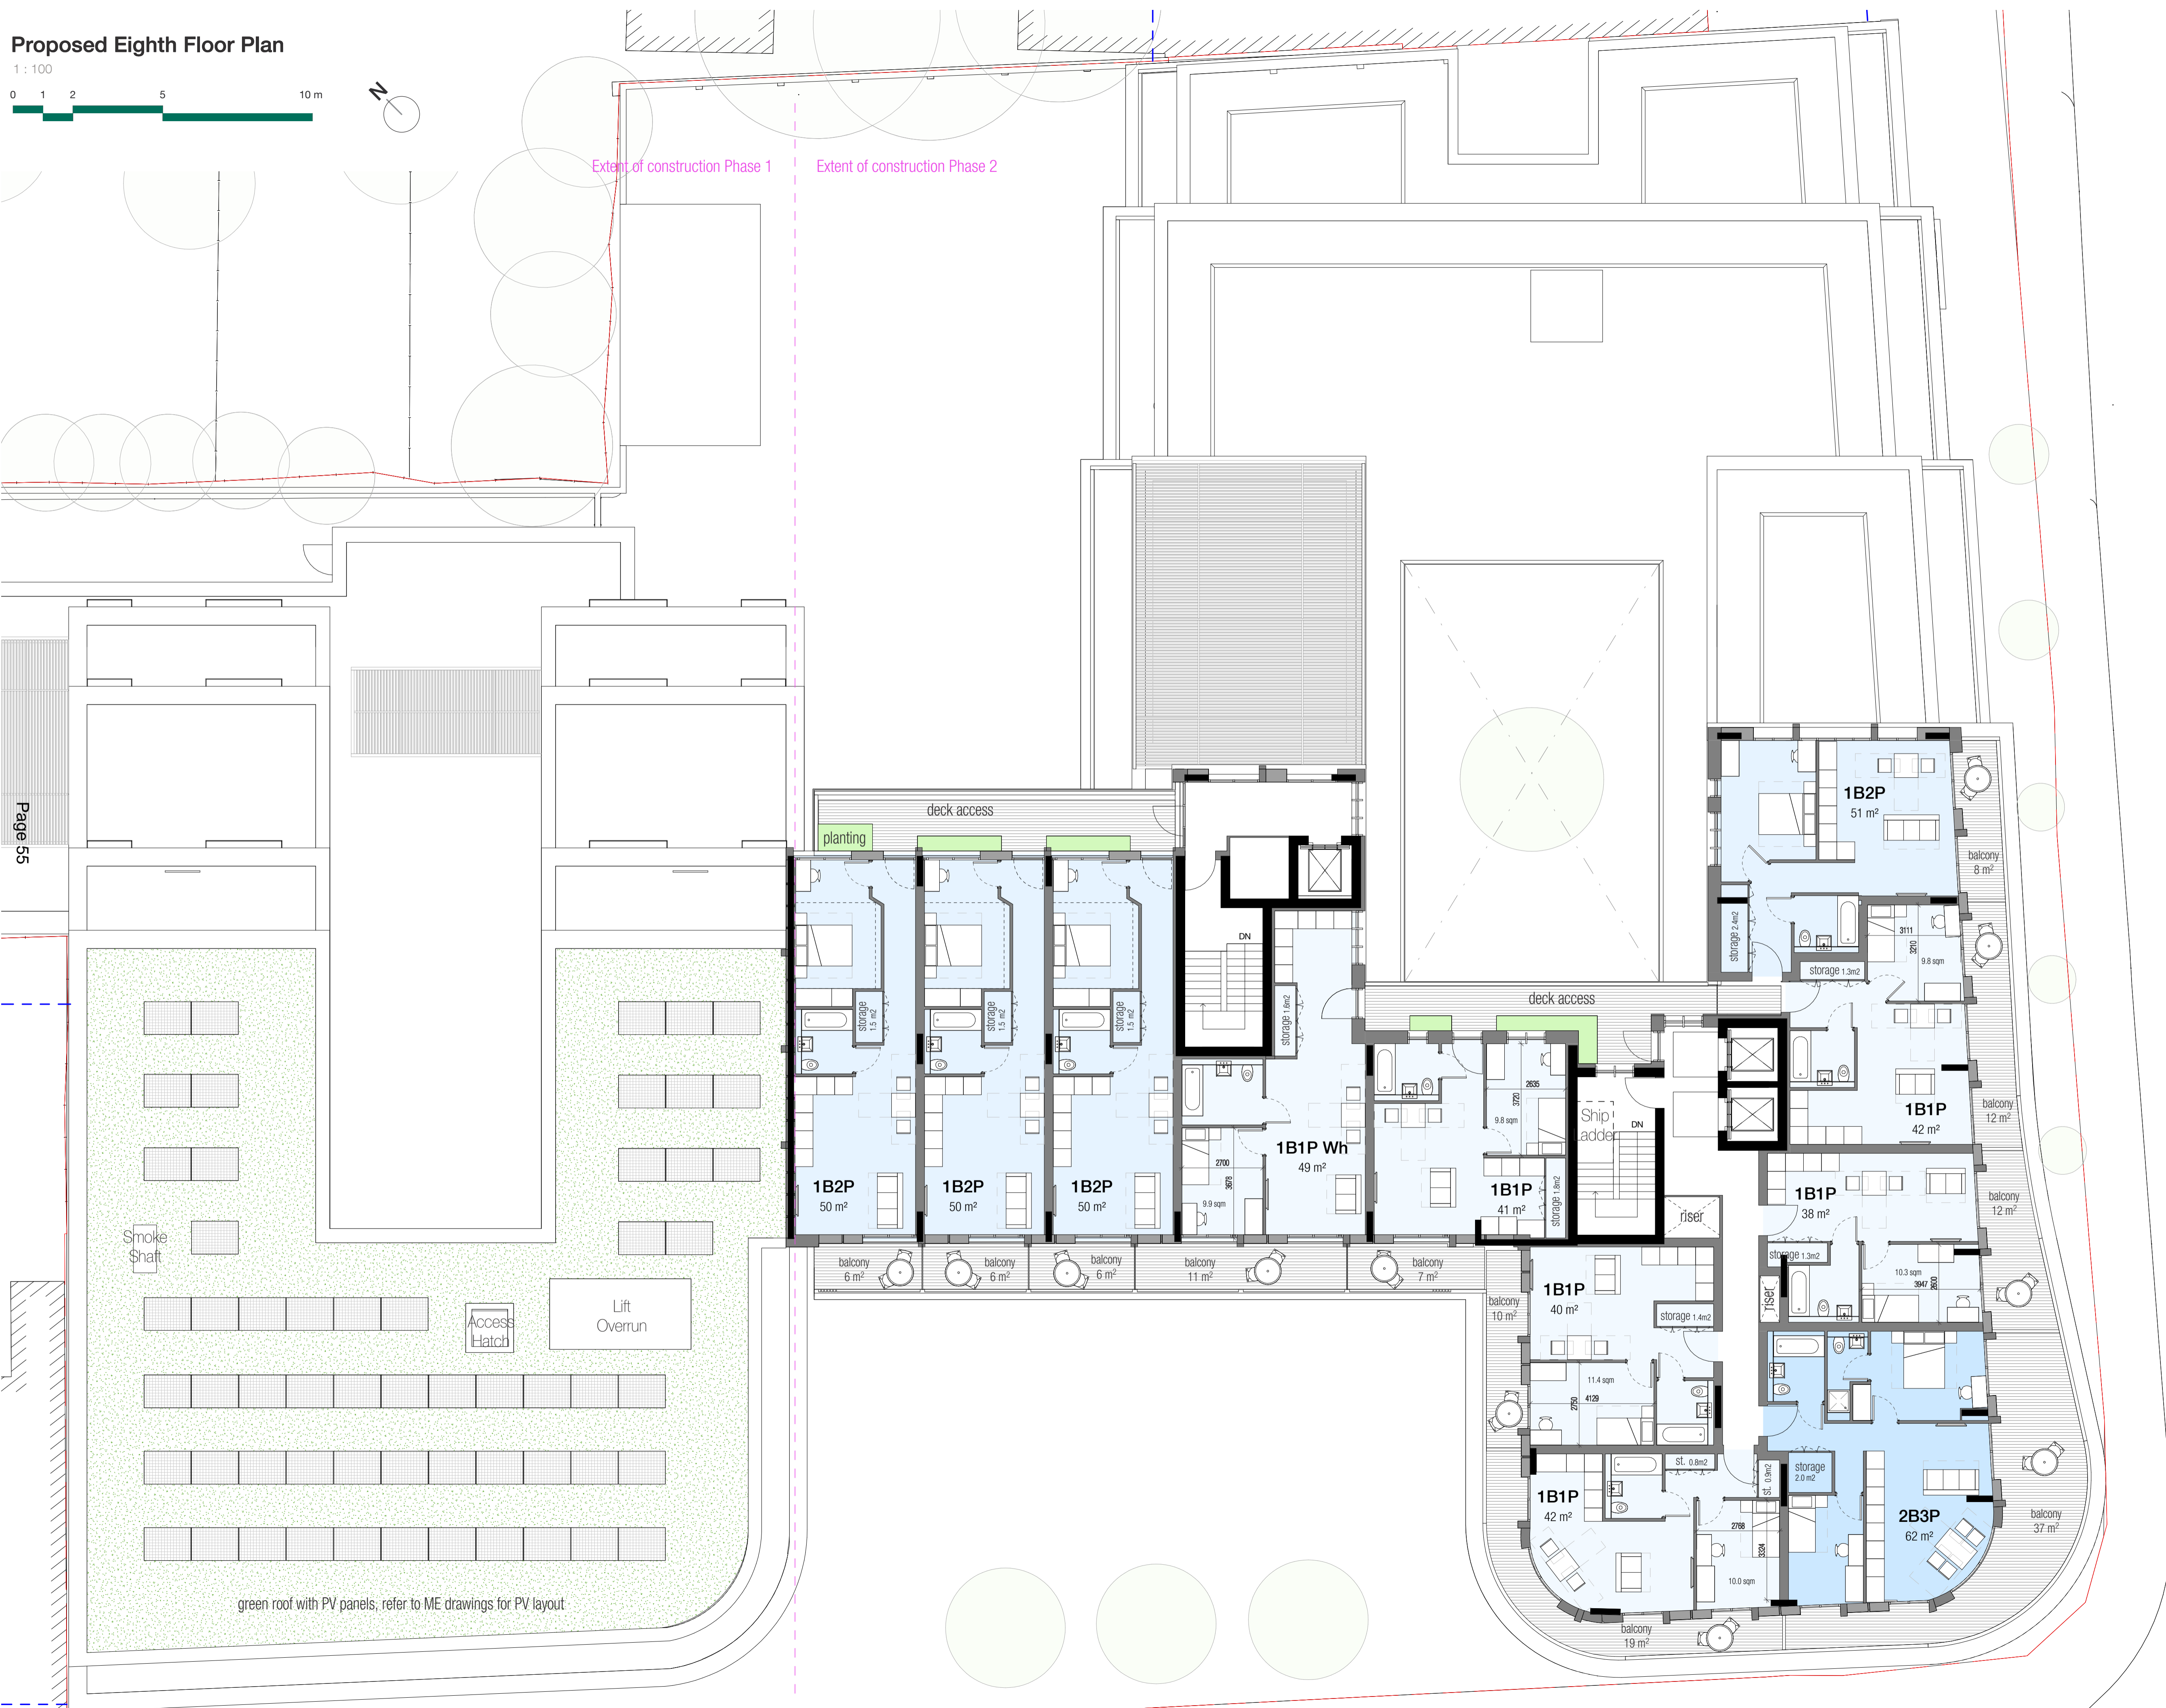 Proposed Eighth Floor Plan
1 : 100
0 1 2 5 10 m
N
Extent of construction Phase 1
Extent of construction Phase 2
Page 55
deck access
planting
storage
1.5 m2
storage
1.5 m2
storage
1.5 m2
1B2P
50 m²
1B2P
50 m²
1B2P
50 m²
balcony
6 m²
balcony
6 m²
balcony
6 m²
balcony
11 m²
balcony
7 m²
DN
storage 1.6m2
1B1P Wh
49 m²
2700
3678
9.9 sqm
deck access
2635
3720
9.8 sqm
1B1P
41 m²
storage 1.8m2
Ship
Ladder
DN
riser
1B2P
51 m²
balcony
8 m²
storage 2.4m2
3111
3210
9.8 sqm
storage 1.3m2
1B1P
42 m²
balcony
12 m²
1B1P
38 m²
balcony
12 m²
storage 1.3m2
10.3 sqm
3947
2600
riser
1B1P
40 m²
balcony
10 m²
storage 1.4m2
11.4 sqm
4129
2750
st. 0.8m2
st. 0.9m2
storage
2.0 m2
1B1P
42 m²
2768
3324
10.0 sqm
2B3P
62 m²
balcony
37 m²
balcony
19 m²
Smoke
Shaft
Access
Hatch
Lift
Overrun
green roof with PV panels, refer to ME drawings for PV layout